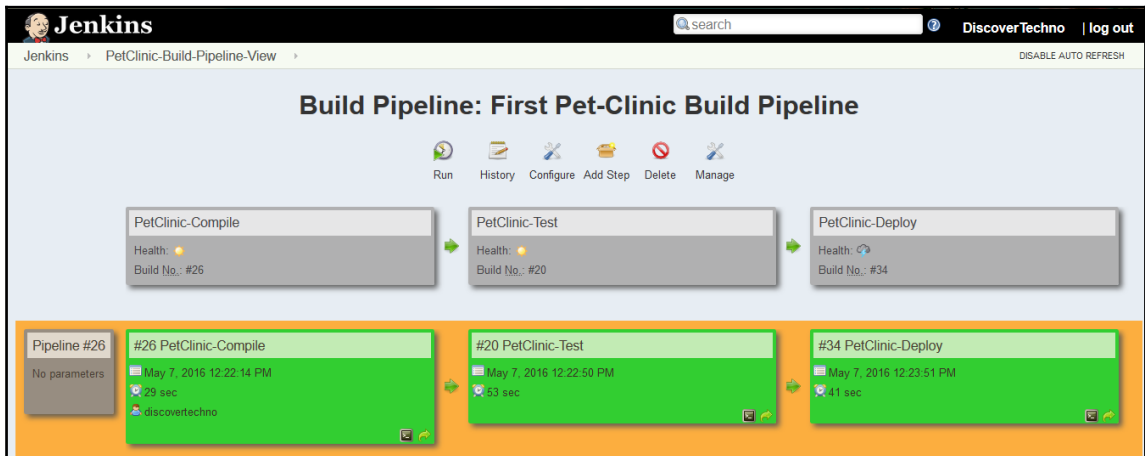 Jenkins
search
DiscoverTechno | log out
Jenkins PetClinic-Build-Pipeline-View
DISABLE AUTO REFRESH
Build Pipeline: First Pet-Clinic Build Pipeline
Run History Configure Add Step Delete Manage
PetClinic-Compile
Health:
Build No.: #26
PetClinic-Test
Health:
Build No.: #20
PetClinic-Deploy
Health:
Build No.: #34
Pipeline #26
No parameters
#26 PetClinic-Compile
May 7, 2016 12:22:14 PM
29 sec
discovertechno
#20 PetClinic-Test
May 7, 2016 12:22:50 PM
53 sec
#34 PetClinic-Deploy
May 7, 2016 12:23:51 PM
41 sec